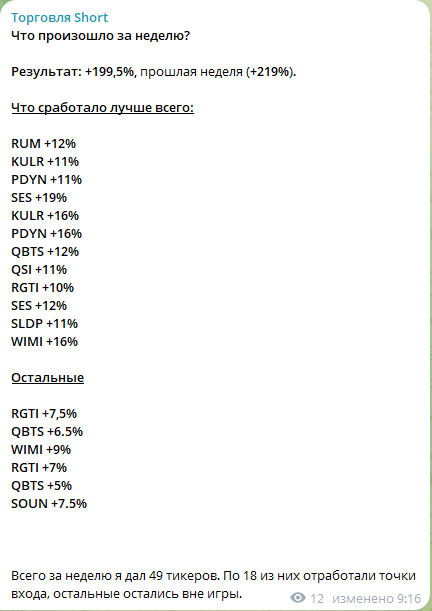 Торговля Short
Что произошло за неделю?
Результат: +199,5%, прошлая неделя (+219%).
Что сработало лучше всего:
RUM +12%
KULR +11%
PDYN +11%
SES +19%
KULR +16%
PDYN +16%
QBTS +12%
QSI +11%
RGTI +10%
SES +12%
SLDP +11%
WIMI +16%
Остальные
RGTI +7,5%
QBTS +6.5%
WIMI +9%
RGTI +7%
QBTS +5%
SOUN +7.5%
Всего за неделю я дал 49 тикеров. По 18 из них отработали точки
входа, остальные остались вне игры.
12 изменено 9:16